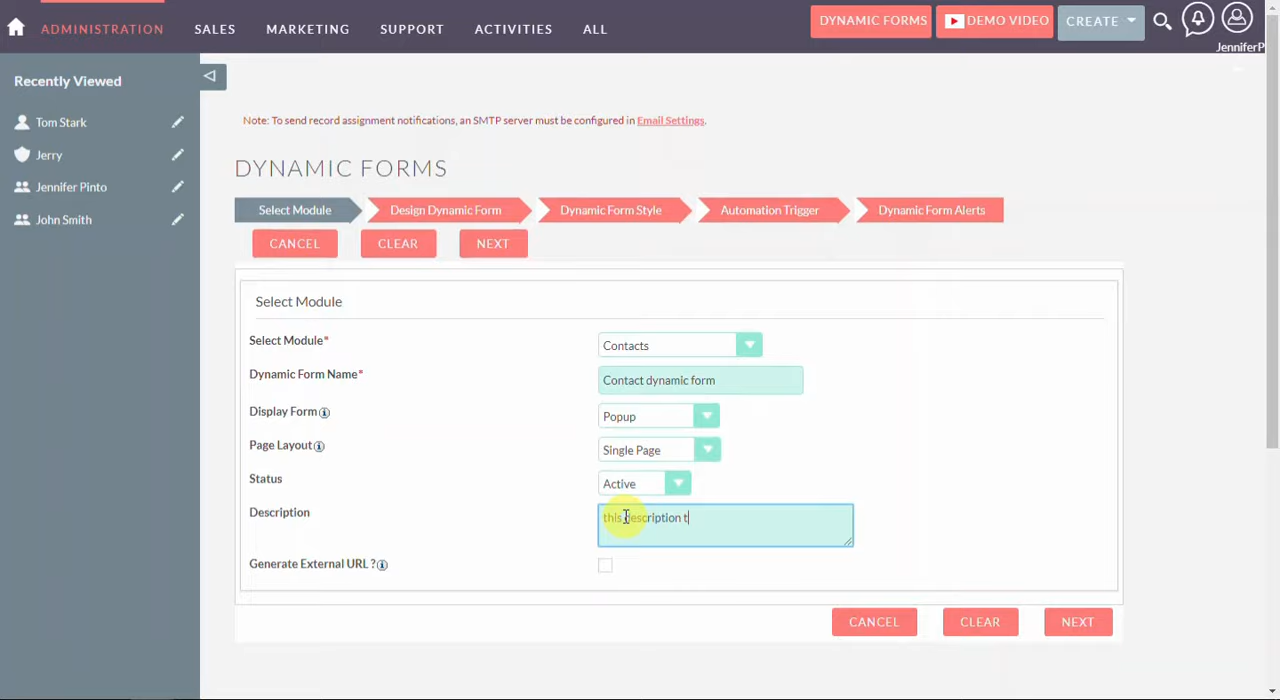 ADMINISTRATION SALES MARKETING SUPPORT ACTIVITIES ALL DYNAMIC FORMS DEMO VIDEO CREATE
JenniferP
Recently Viewed
Tom Stark
Jerry
Jennifer Pinto
John Smith
Note: To send record assignment notifications, an SMTP server must be configured in Email Settings.
DYNAMIC FORMS
Select Module Design Dynamic Form Dynamic Form Style Automation Trigger Dynamic Form Alerts
CANCEL CLEAR NEXT
Select Module
Select Module* Contacts
Dynamic Form Name* Contact dynamic form
Display Form Popup
Page Layout Single Page
Status Active
Description this description t
Generate External URL ?
CANCEL CLEAR NEXT